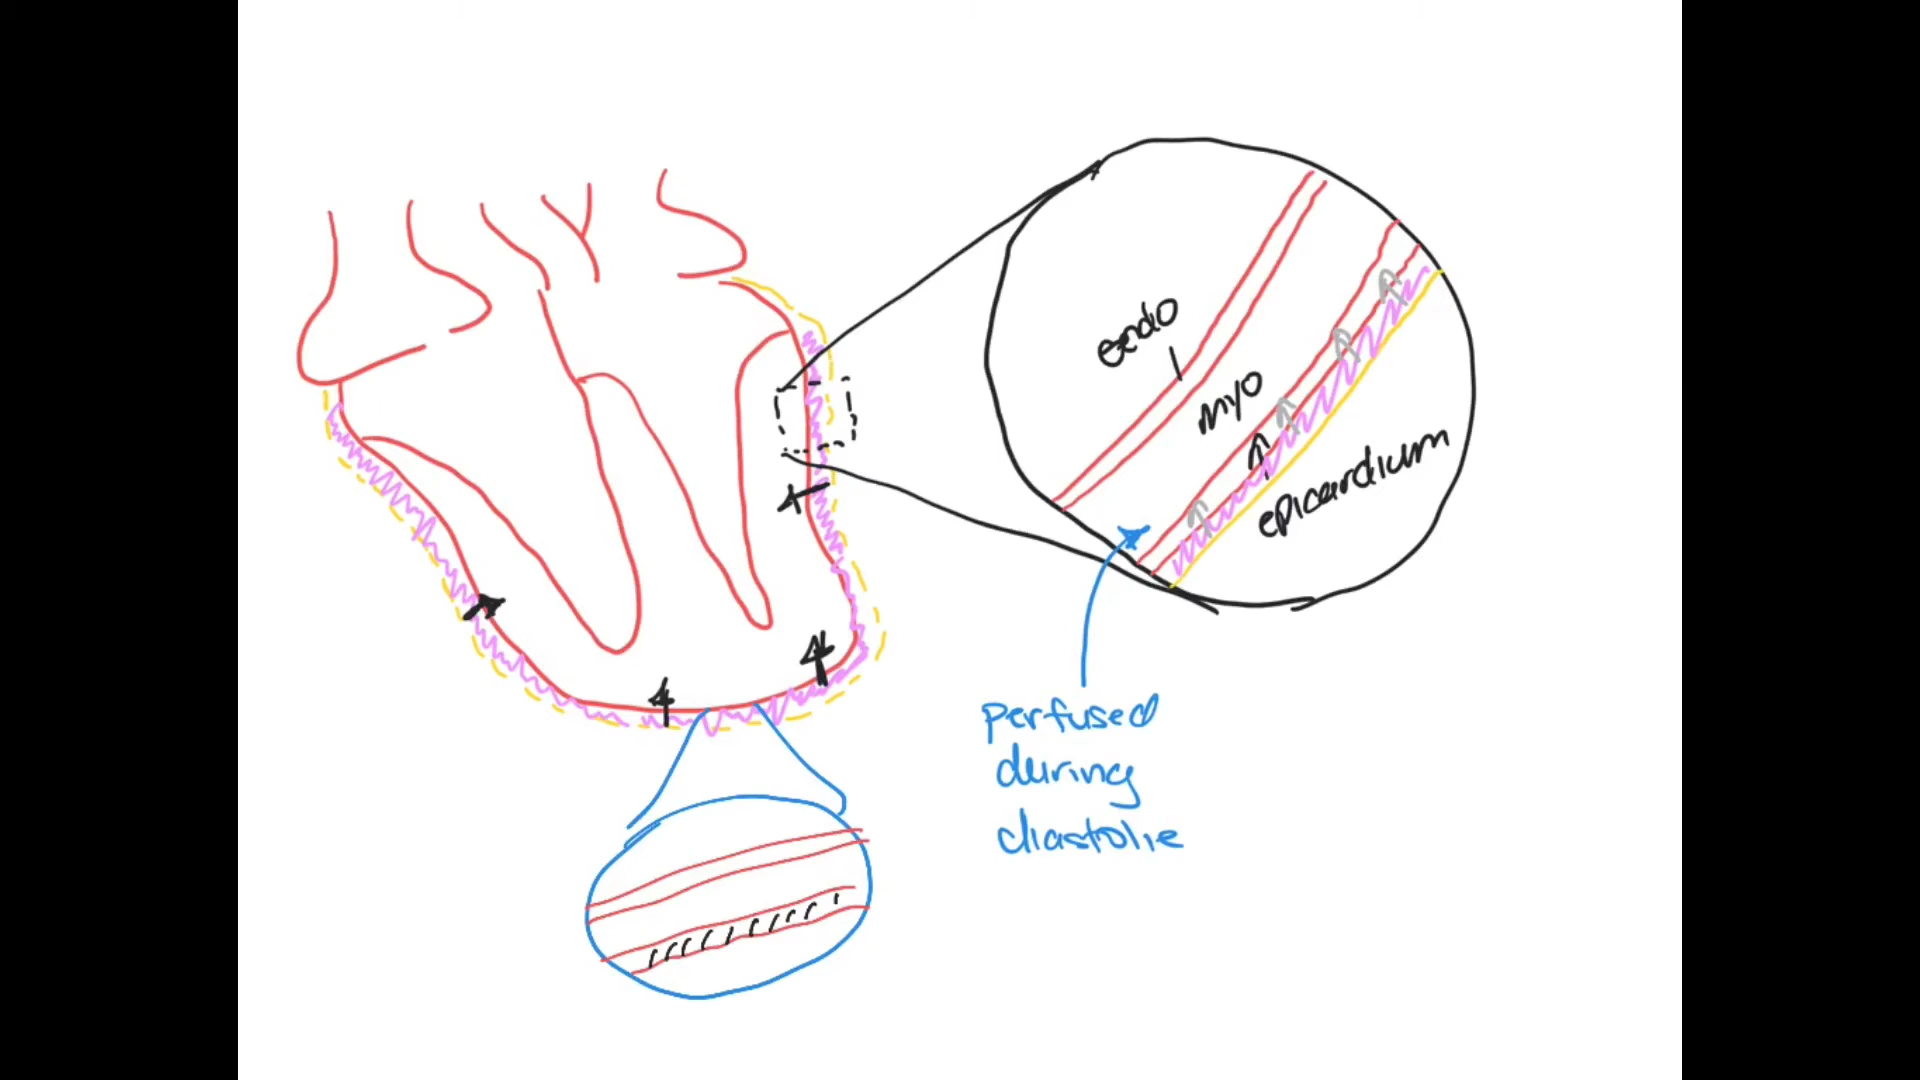 endo
myo
epicardium
perfused
during
diastolie